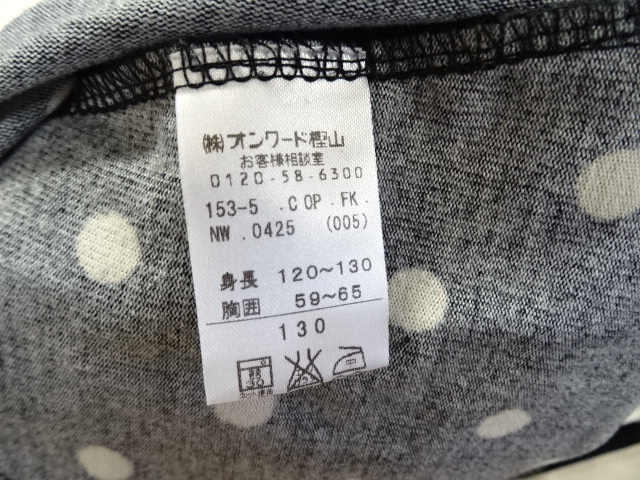 ㈱オンワード樫山
お客様相談室
0120-58-6300
153-5 .COP.FK.
NW.0425 (005)
身長 120~130
胸囲 59~65
130